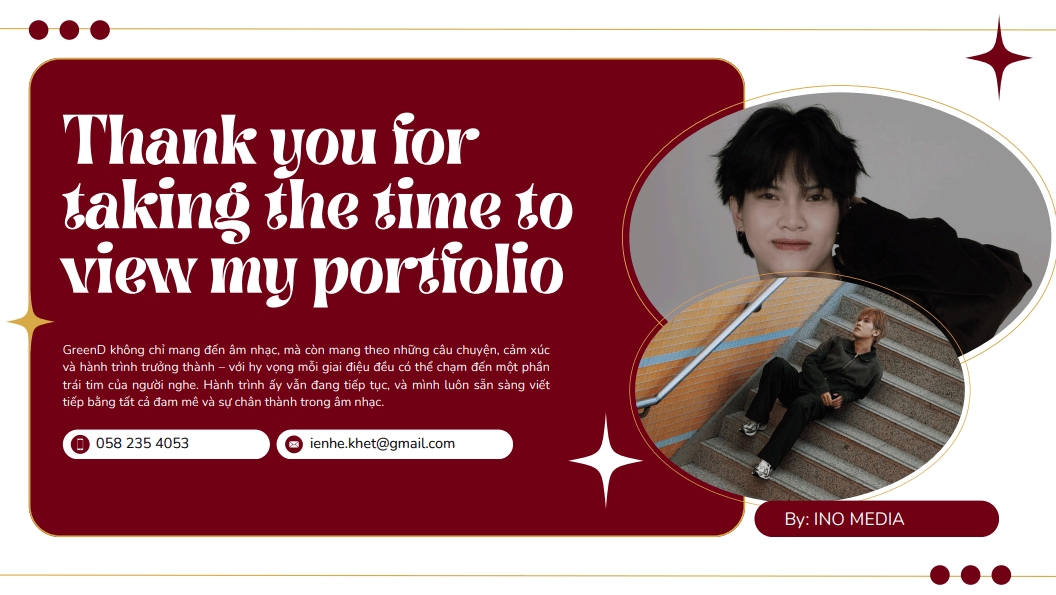 Thank you for
taking the time to
view my portfolio
GreenD không chỉ mang đến âm nhạc, mà còn mang theo những câu chuyện, cảm xúc
và hành trình trưởng thành – với hy vọng mỗi giai điệu đều có thể chạm đến một phần
trái tim của người nghe. Hành trình ấy vẫn đang tiếp tục, và mình luôn sẵn sàng viết
tiếp bằng tất cả đam mê và sự chân thành trong âm nhạc.
058 235 4053
ienhe.khet@gmail.com
By: INO MEDIA